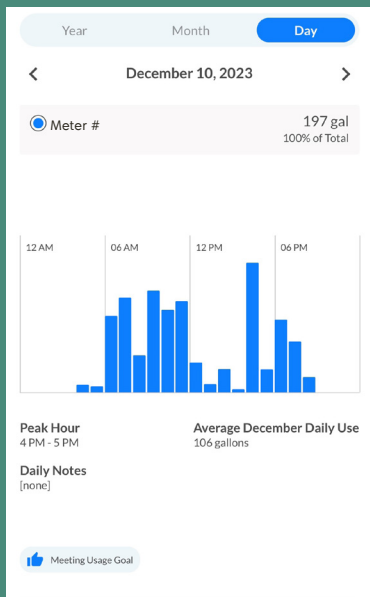 Year Month Day
December 10, 2023
Meter # 197 gal
100% of Total
12 AM 06 AM 12 PM 06 PM
Peak Hour
4 PM - 5 PM
Average December Daily Use
106 gallons
Daily Notes
[none]
Meeting Usage Goal